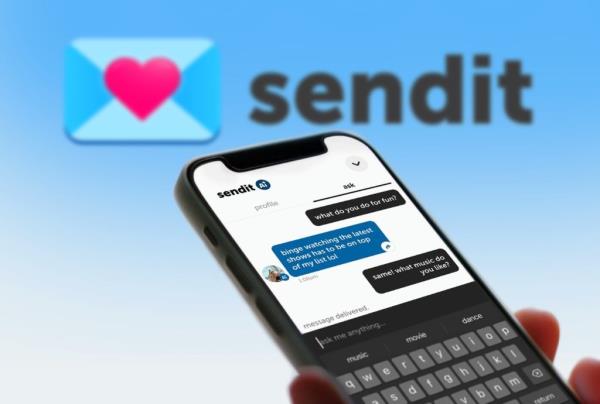 sendit
sendit AI
profile
ask
what do you do for fun?
binge watching the latest
shows has to be on top
of my list lol
AI
1:08am
same! what music do
you like?
message delivered.
ask me anything...
music
movie
dance
q w e r t y u i o p
a s d f g h j k l
z x c v b n m
return